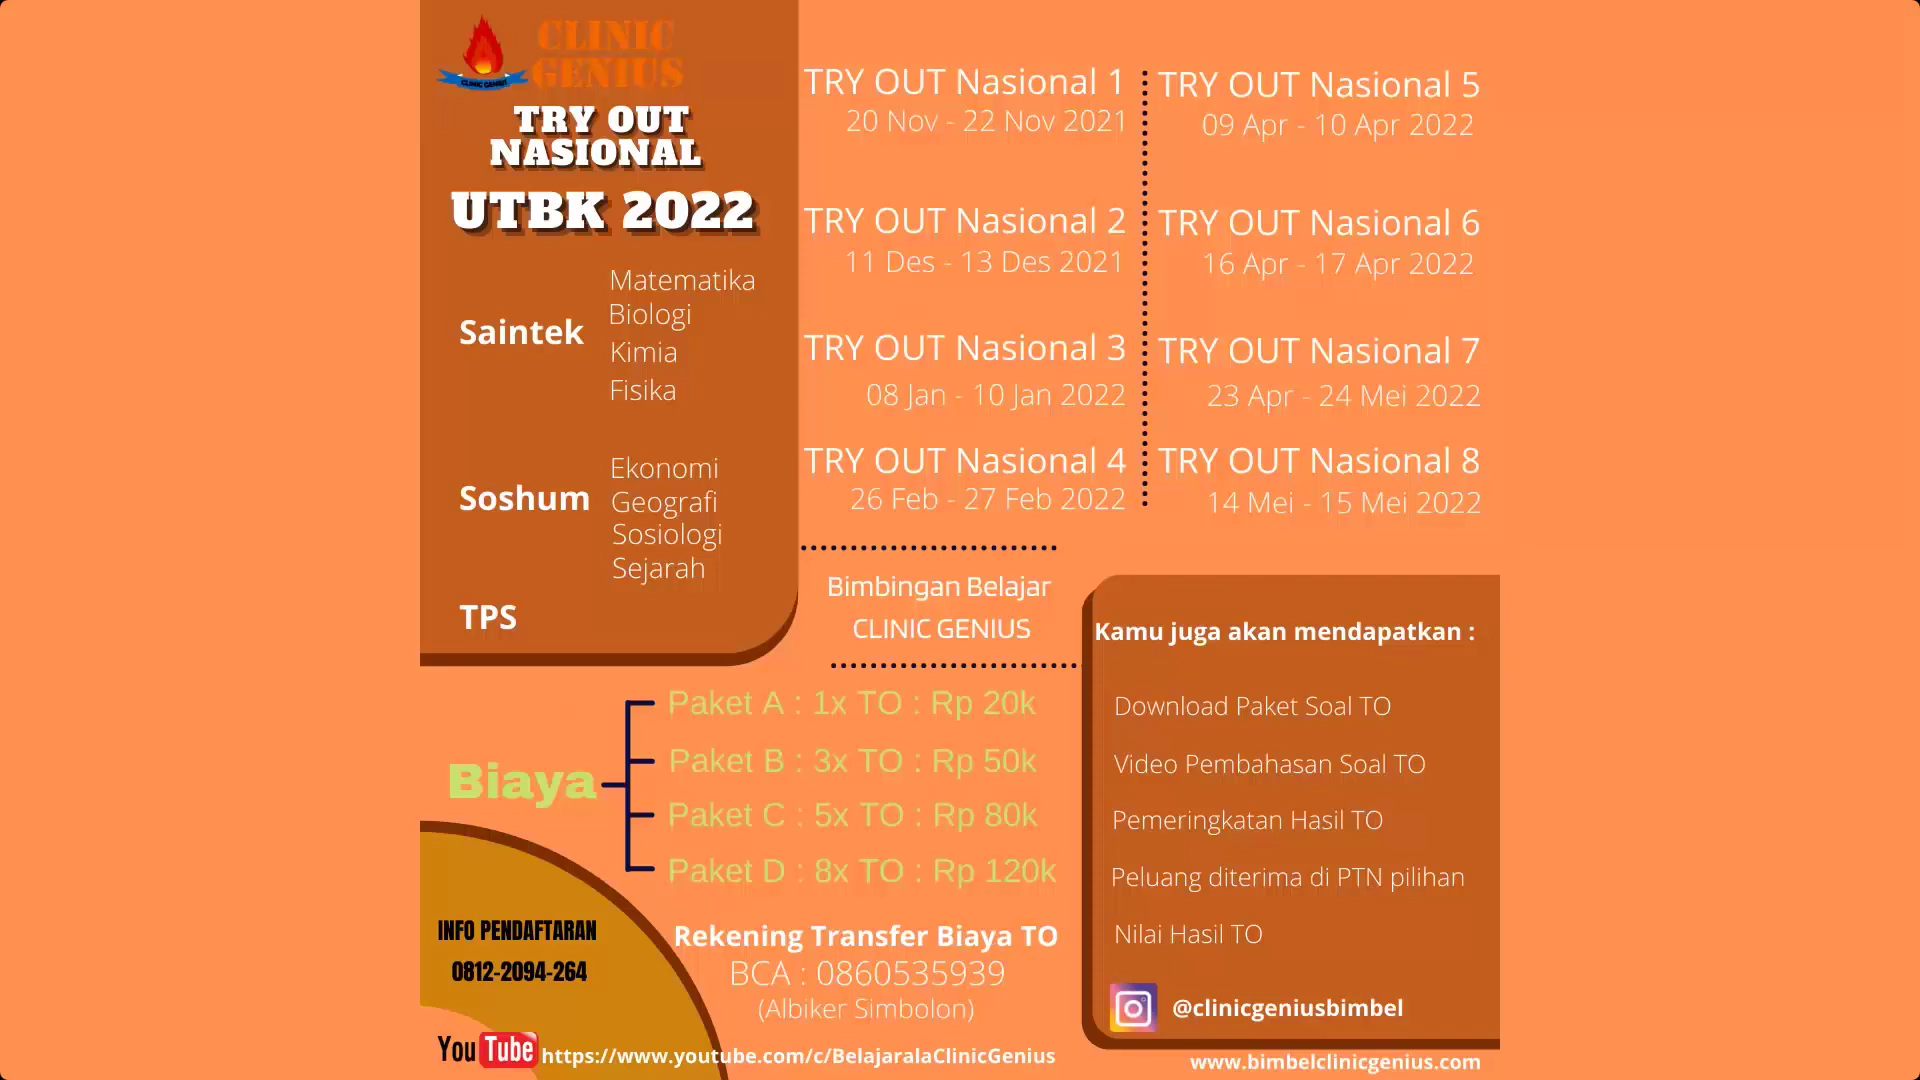 CLINIC GENIUS
CLINIC
GENIUS
TRY OUT
NASIONAL
UTBK 2022
Saintek
Matematika
Biologi
Kimia
Fisika
Soshum
Ekonomi
Geografi
Sosiologi
Sejarah
TPS
TRY OUT Nasional 1
20 Nov - 22 Nov 2021
TRY OUT Nasional 2
11 Des - 13 Des 2021
TRY OUT Nasional 3
08 Jan - 10 Jan 2022
TRY OUT Nasional 4
26 Feb - 27 Feb 2022
TRY OUT Nasional 5
09 Apr - 10 Apr 2022
TRY OUT Nasional 6
16 Apr - 17 Apr 2022
TRY OUT Nasional 7
23 Apr - 24 Mei 2022
TRY OUT Nasional 8
14 Mei - 15 Mei 2022
Bimbingan Belajar
CLINIC GENIUS
Biaya
Paket A : 1x TO : Rp 20k
Paket B : 3x TO : Rp 50k
Paket C : 5x TO : Rp 80k
Paket D : 8x TO : Rp 120k
Kamu juga akan mendapatkan :
Download Paket Soal TO
Video Pembahasan Soal TO
Pemeringkatan Hasil TO
Peluang diterima di PTN pilihan
Nilai Hasil TO
@clinicgeniusbimbel
INFO PENDAFTARAN
0812-2094-264
Rekening Transfer Biaya TO
BCA : 0860535939
(Albiker Simbolon)
YouTube https://www.youtube.com/c/BelajaralaClinicGenius
www.bimbelclinicgenius.com